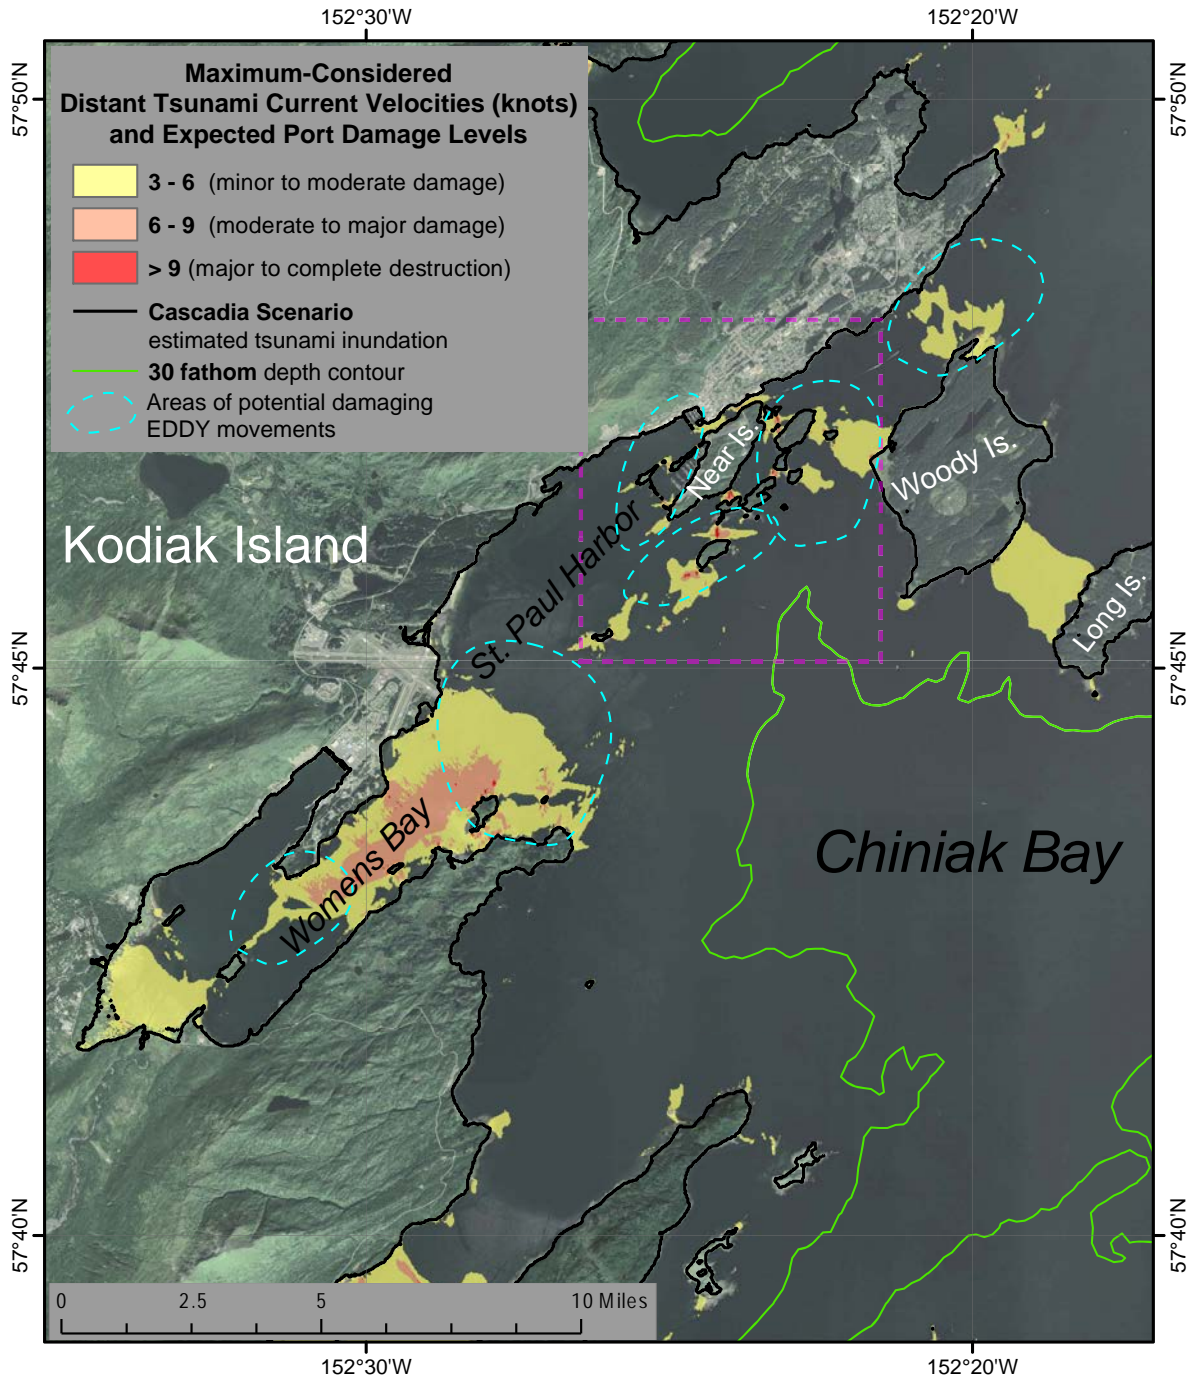 152°30'W
152°20'W
57°50'N
57°50'N
Maximum-Considered
Distant Tsunami Current Velocities (knots)
and Expected Port Damage Levels
3 - 6 (minor to moderate damage)
6 - 9 (moderate to major damage)
> 9 (major to complete destruction)
Cascadia Scenario
estimated tsunami inundation
30 fathom depth contour
Areas of potential damaging
EDDY movements
Near Is.
Woody Is.
Kodiak Island
St. Paul Harbor
Long Is.
57°45'N
57°45'N
Womens Bay
Chiniak Bay
57°40'N
57°40'N
0 2.5 5 10 Miles
152°30'W
152°20'W